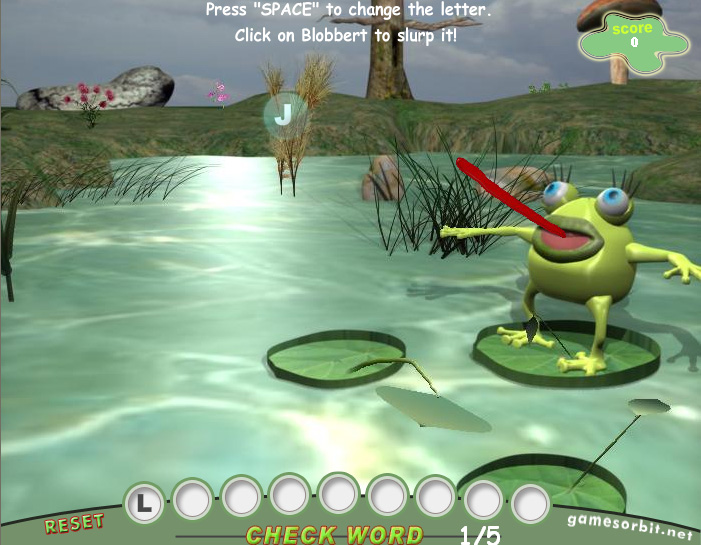 Press "SPACE" to change the letter.
Click on Blobbert to slurp it!
score
0
J
L
RESET
CHECK WORD
1/5
gamesorbit.net